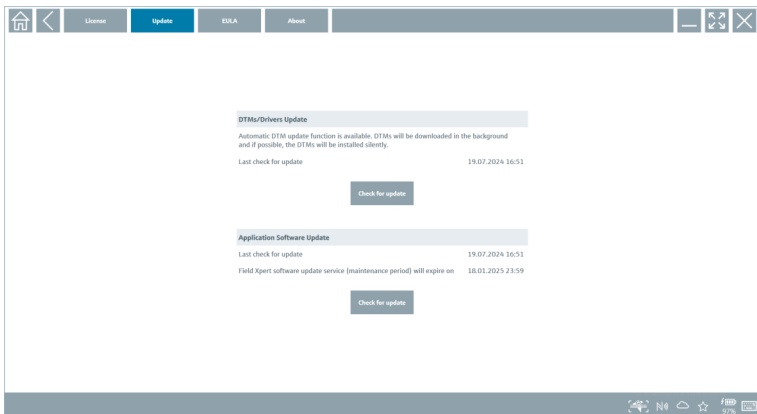 License Update EULA About
DTMs/Drivers Update
Automatic DTM update function is available. DTMs will be downloaded in the background
and if possible, the DTMs will be installed silently.
Last check for update 19.07.2024 16:51
Check for update
Application Software Update
Last check for update 19.07.2024 16:51
Field Xpert software update service (maintenance period) will expire on 18.01.2025 23:59
Check for update
97%